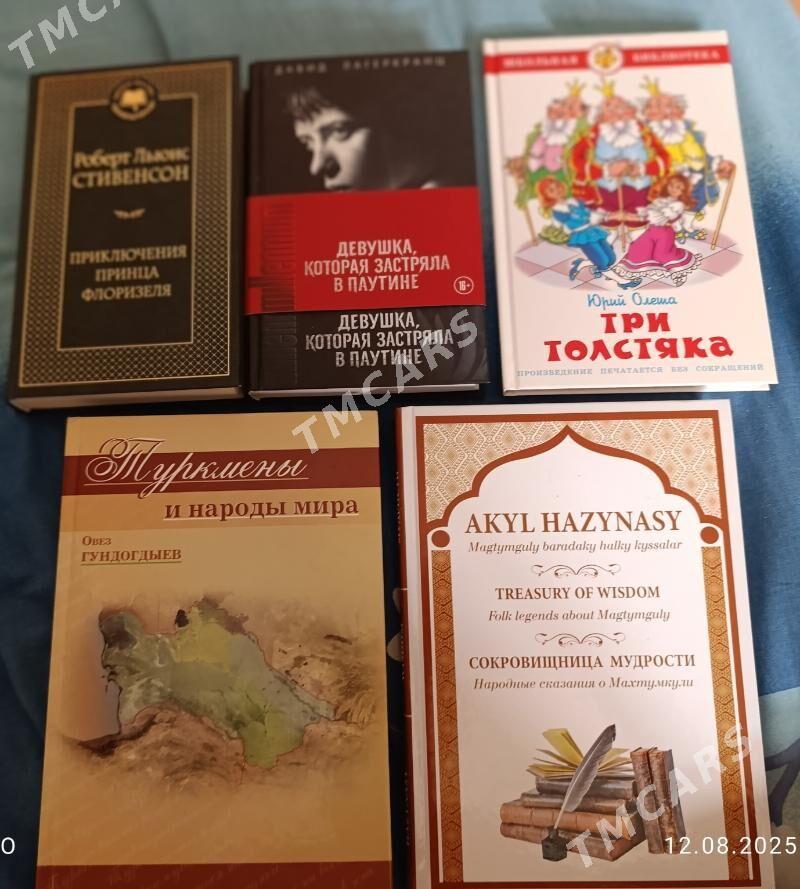 TMCARS
Роберт Льюис
СТИВЕНСОН
ПРИКЛЮЧЕНИЯ
ПРИНЦА
ФЛОРИЗЕЛЯ
ДАВИД ЛАГЕРКРАНЦ
ДЕВУШКА,
КОТОРАЯ ЗАСТРЯЛА
В ПАУТИНЕ
16+
ДЕВУШКА,
КОТОРАЯ ЗАСТРЯЛА
В ПАУТИНЕ
ШКОЛЬНАЯ БИБЛИОТЕКА
Юрий Олеша
ТРИ
ТОЛСТЯКА
ПРОИЗВЕДЕНИЕ ПЕЧАТАЕТСЯ БЕЗ СОКРАЩЕНИЙ
TMCARS
Туркмены
и народы мира
Овез
ГУНДОГДЫЕВ
AKYL HAZYNASY
Magtymguly baradaky halky kyssalar
TREASURY OF WISDOM
Folk legends about Magtymguly
СОКРОВИЩНИЦА МУДРОСТИ
Народные сказания о Махтумкули
TMCARS
12.08.2025